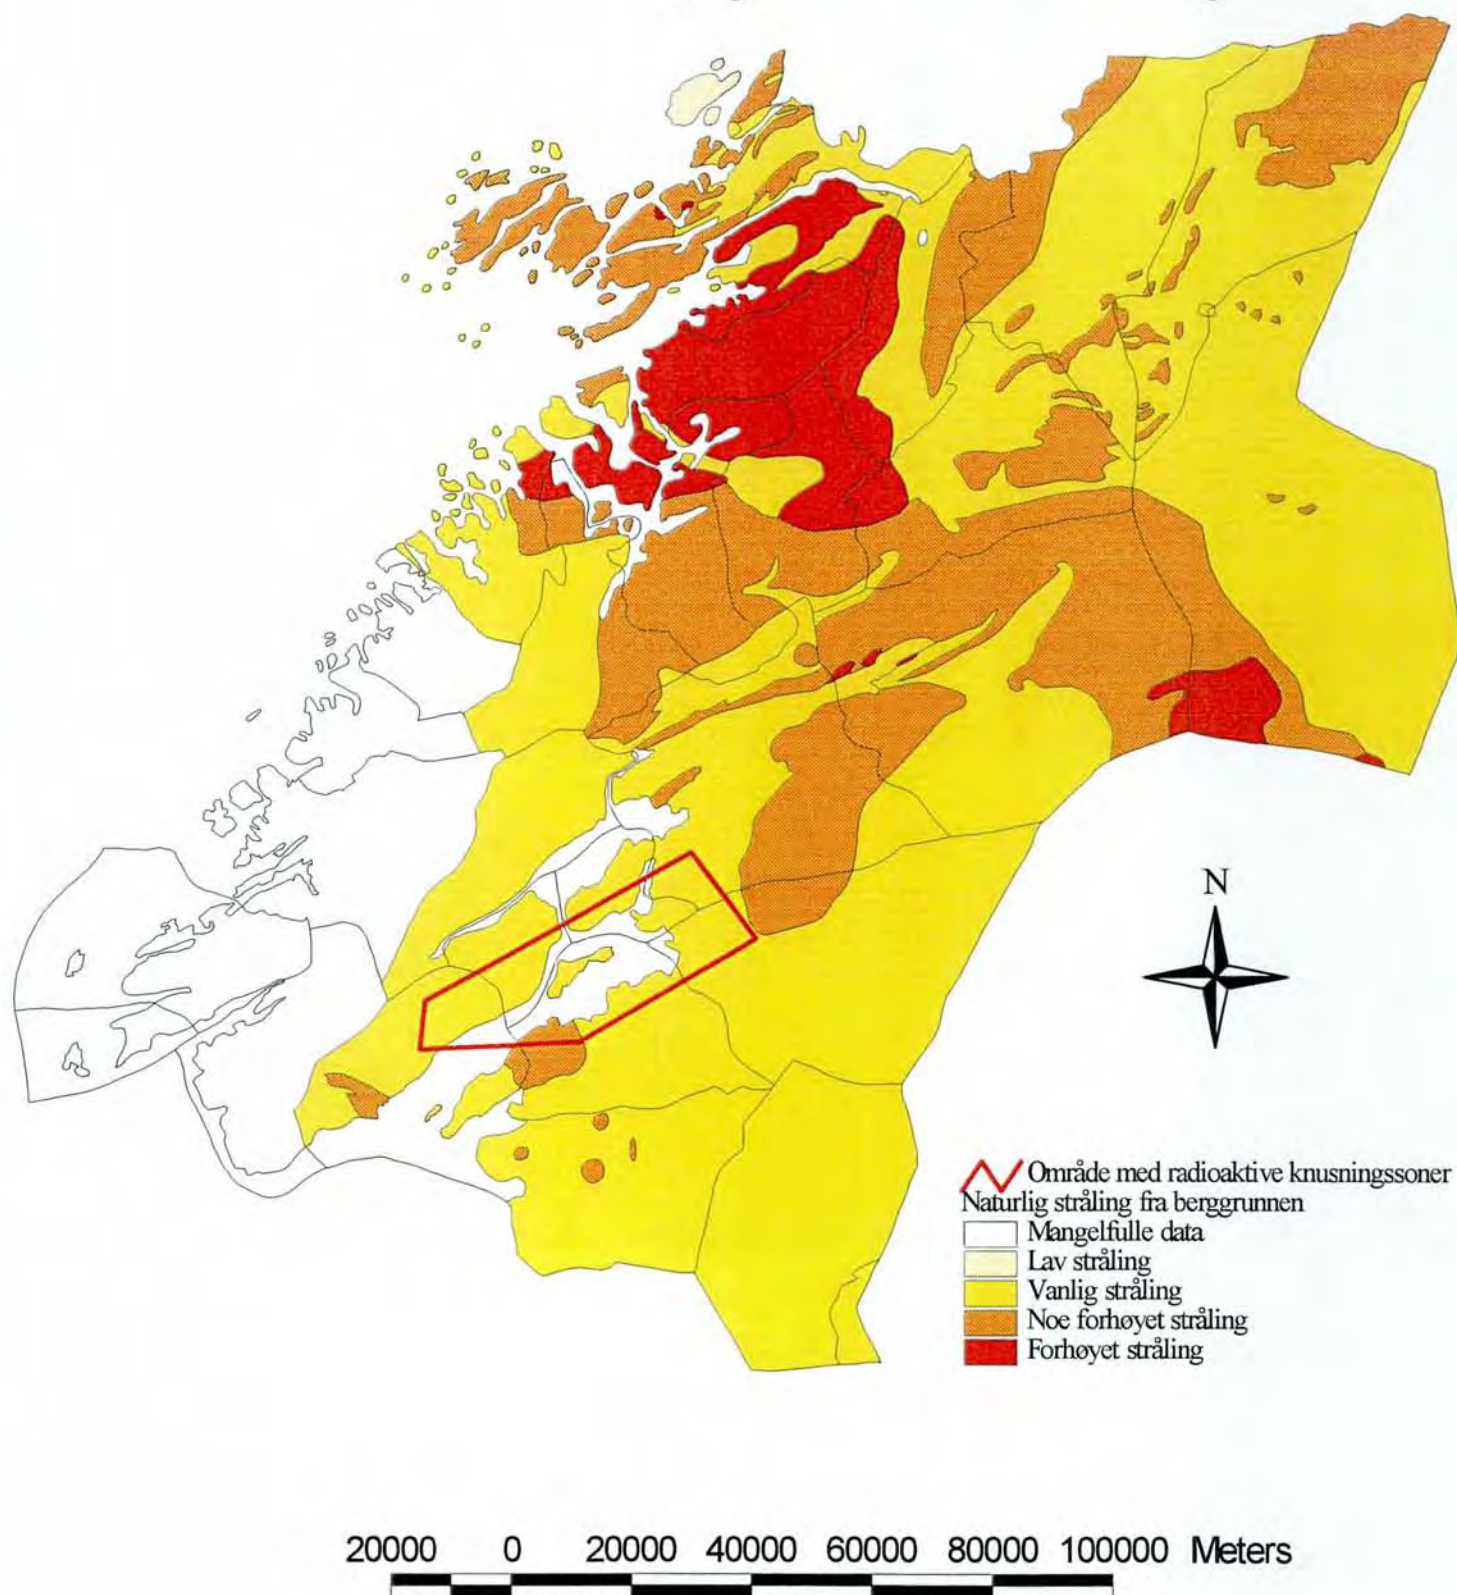 N
Område med radioaktive knusningssoner
Naturlig stråling fra berggrunnen
Mangelfulle data
Lav stråling
Vanlig stråling
Noe forhøyet stråling
Forhøyet stråling
20000 0 20000 40000 60000 80000 100000 Meters